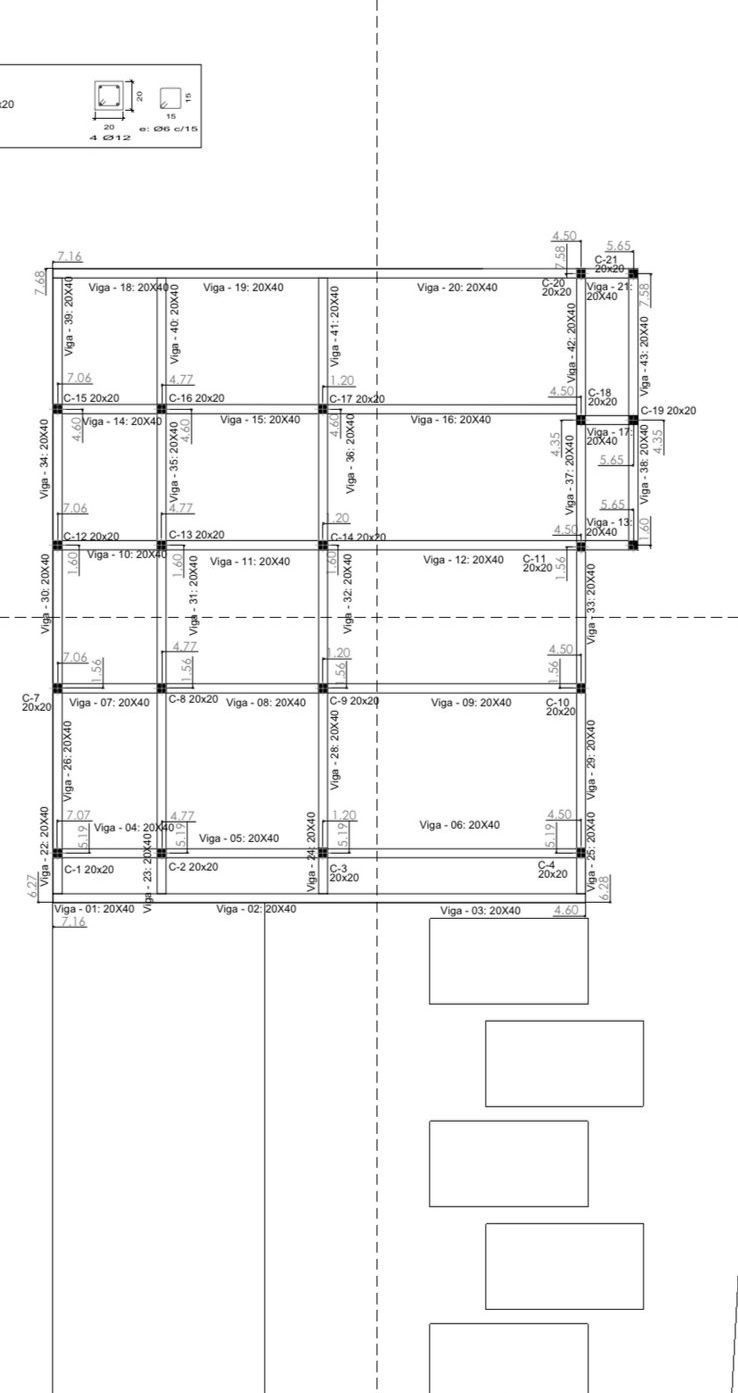 x20
20
15
20
15
4 Ø12
e: Ø6 c/15
4.50
5.65
7.16
7.58
C-21
20x20
7.68
C-20
20x20
Viga - 18: 20X40
Viga - 19: 20X40
Viga - 20: 20X40
Viga - 21:
20X40
7.58
Viga - 39: 20X40
Viga - 40: 20X40
Viga - 41: 20X40
Viga - 42: 20X40
Viga - 43: 20X40
7.06
4.77
1.20
4.50
C-15 20x20
C-16 20x20
C-17 20x20
C-18
20x20
C-19 20x20
Viga - 14: 20X40
Viga - 15: 20X40
Viga - 16: 20X40
Viga - 17:
20X40
4.60
4.60
4.60
4.35
4.35
5.65
Viga - 34: 20X40
Viga - 35: 20X40
Viga - 36: 20X40
Viga - 37: 20X40
Viga - 38: 20X40
7.06
4.77
1.20
4.50
5.65
C-12 20x20
C-13 20x20
C-14 20x20
Viga - 13:
20X40
1.60
Viga - 10: 20X40
Viga - 11: 20X40
Viga - 12: 20X40
C-11
20x20
1.60
1.60
1.60
1.56
Viga - 30: 20X40
Viga - 31: 20X40
Viga - 32: 20X40
Viga - 33: 20X40
7.06
4.77
1.20
4.50
1.56
1.56
1.56
1.56
C-7
20x20
Viga - 07: 20X40
C-8 20x20
Viga - 08: 20X40
C-9 20x20
Viga - 09: 20X40
C-10
20x20
Viga - 26: 20X40
Viga - 28: 20X40
Viga - 29: 20X40
7.07
4.77
1.20
4.50
Viga - 04: 20X40
Viga - 05: 20X40
Viga - 06: 20X40
5.19
5.19
5.19
5.19
C-1 20x20
C-2 20x20
C-3
20x20
C-4
20x20
Viga - 22: 20X40
Viga - 23: 20X40
Viga - 24: 20X40
Viga - 25: 20X40
6.27
6.28
Viga - 01: 20X40
Viga - 02: 20X40
Viga - 03: 20X40
4.60
7.16